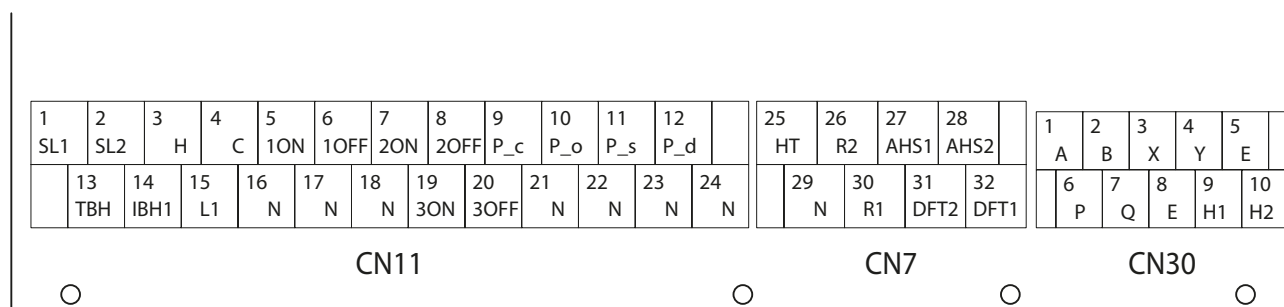 1 2 3 4 5 6 7 8 9 10 11 12
SL1 SL2 H C 1ON 1OFF 2ON 2OFF P_c P_o P_s P_d
13 14 15 16 17 18 19 20 21 22 23 24
TBH IBH1 L1 N N N 3ON 3OFF N N N N
CN11
25 26 27 28
HT R2 AHS1 AHS2
29 30 31 32
N R1 DFT2 DFT1
CN7
1 2 3 4 5
A B X Y E
6 7 8 9 10
P Q E H1 H2
CN30